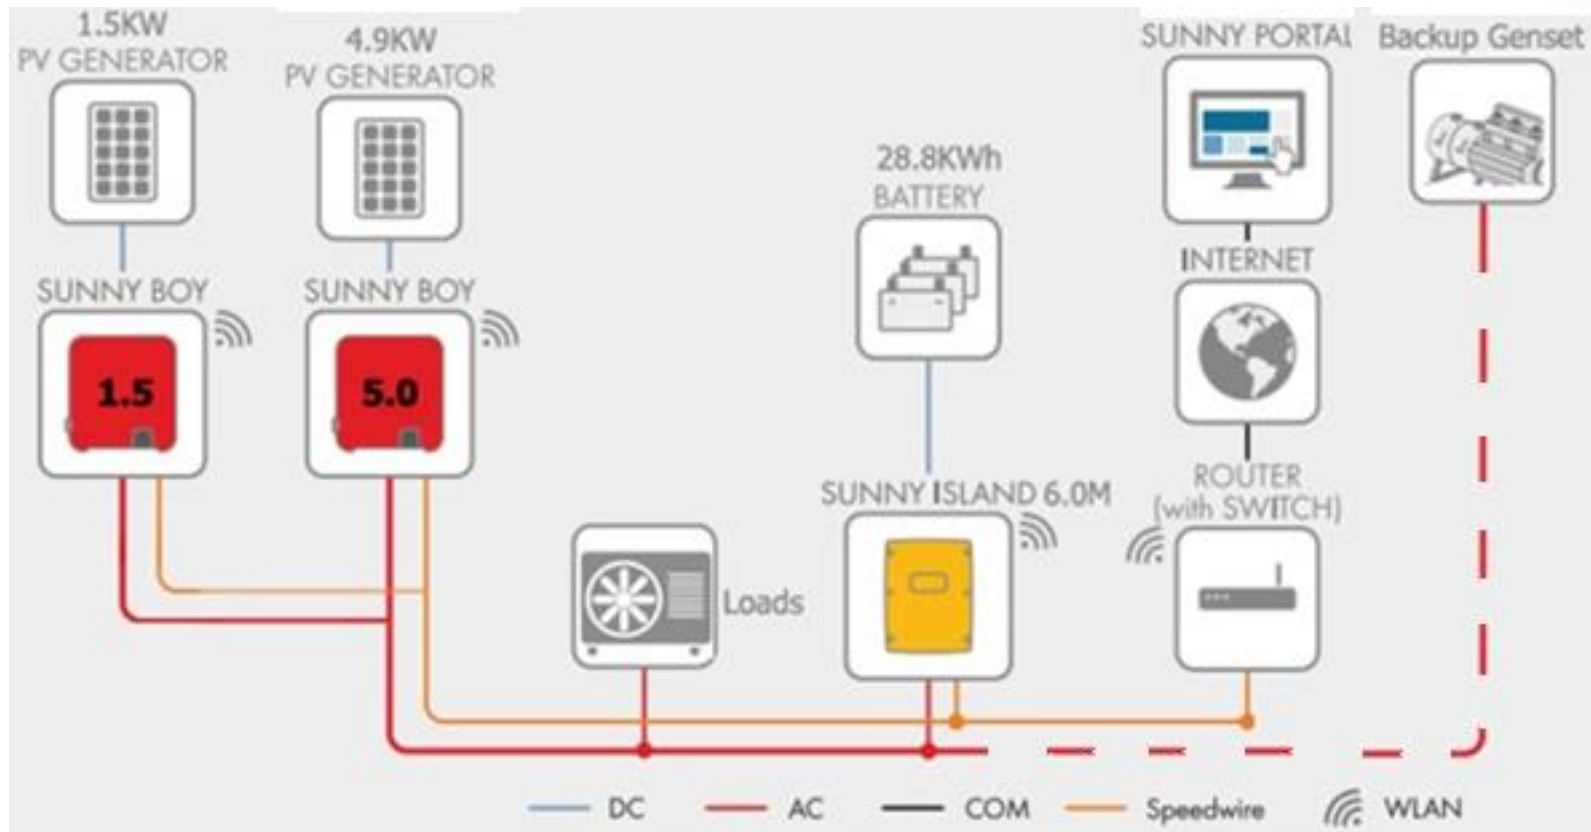 1.5KW
PV GENERATOR
4.9KW
PV GENERATOR
SUNNY PORTAL
Backup Genset
28.8KWh
BATTERY
INTERNET
SUNNY BOY
SUNNY BOY
1.5
5.0
SUNNY ISLAND 6.0M
ROUTER
(with SWITCH)
Loads
DC
AC
COM
Speedwire
WLAN